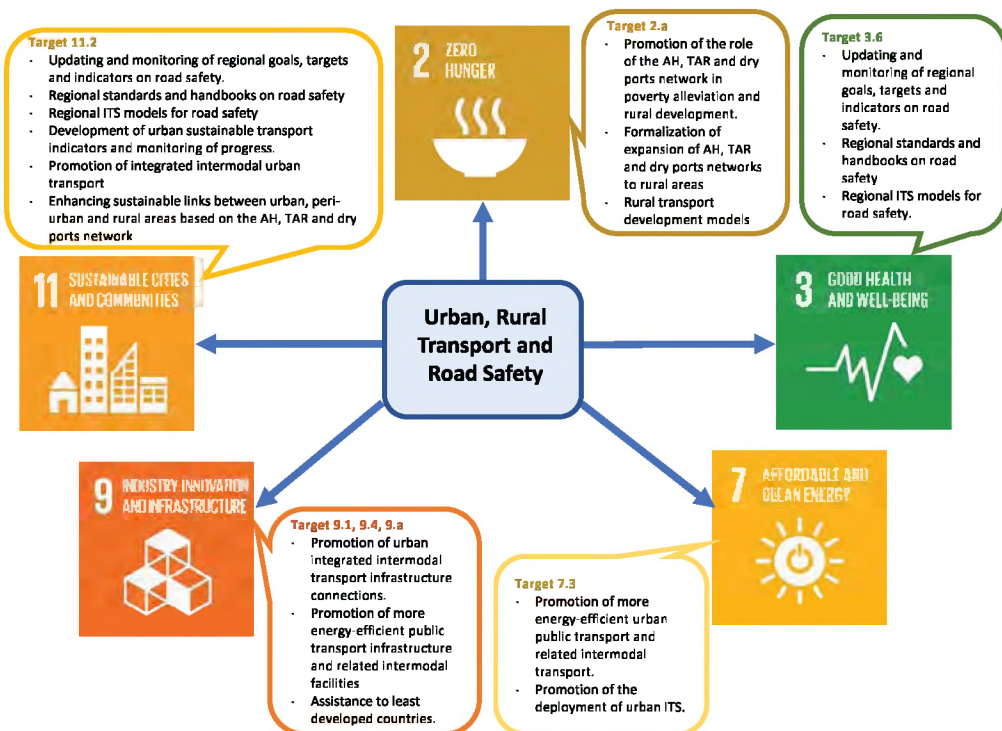 Target 11.2
- Updating and monitoring of regional goals, targets
and indicators on road safety.
- Regional standards and handbooks on road safety
- Regional ITS models for road safety
- Development of urban sustainable transport
indicators and monitoring of progress.
- Promotion of integrated intermodal urban
transport
- Enhancing sustainable links between urban, peri-
urban and rural areas based on the AH, TAR and dry
ports network
2 ZERO
HUNGER
Target 2.a
- Promotion of the role
of the AH, TAR and dry
ports network in
poverty alleviation and
rural development.
- Formalization of
expansion of AH, TAR
and dry ports networks
to rural areas
- Rural transport
development models
Target 3.6
- Updating and
monitoring of regional
goals, targets and
indicators on road
safety.
- Regional standards and
handbooks on road
safety
- Regional ITS models for
road safety.
11 SUSTAINABLE CITIES
AND COMMUNITIES
Urban, Rural
Transport and
Road Safety
3 GOOD HEALTH
AND WELL-BEING
9 INDUSTRY INNOVATION
AND INFRASTRUCTURE
Target 9.1, 9.4, 9.a
- Promotion of urban
integrated intermodal
transport infrastructure
connections.
- Promotion of more
energy-efficient public
transport infrastructure
and related intermodal
facilities
- Assistance to least
developed countries.
Target 7.3
- Promotion of more
energy-efficient urban
public transport and
related intermodal
transport.
- Promotion of the
deployment of urban ITS.
7 AFFORDABLE AND
CLEAN ENERGY